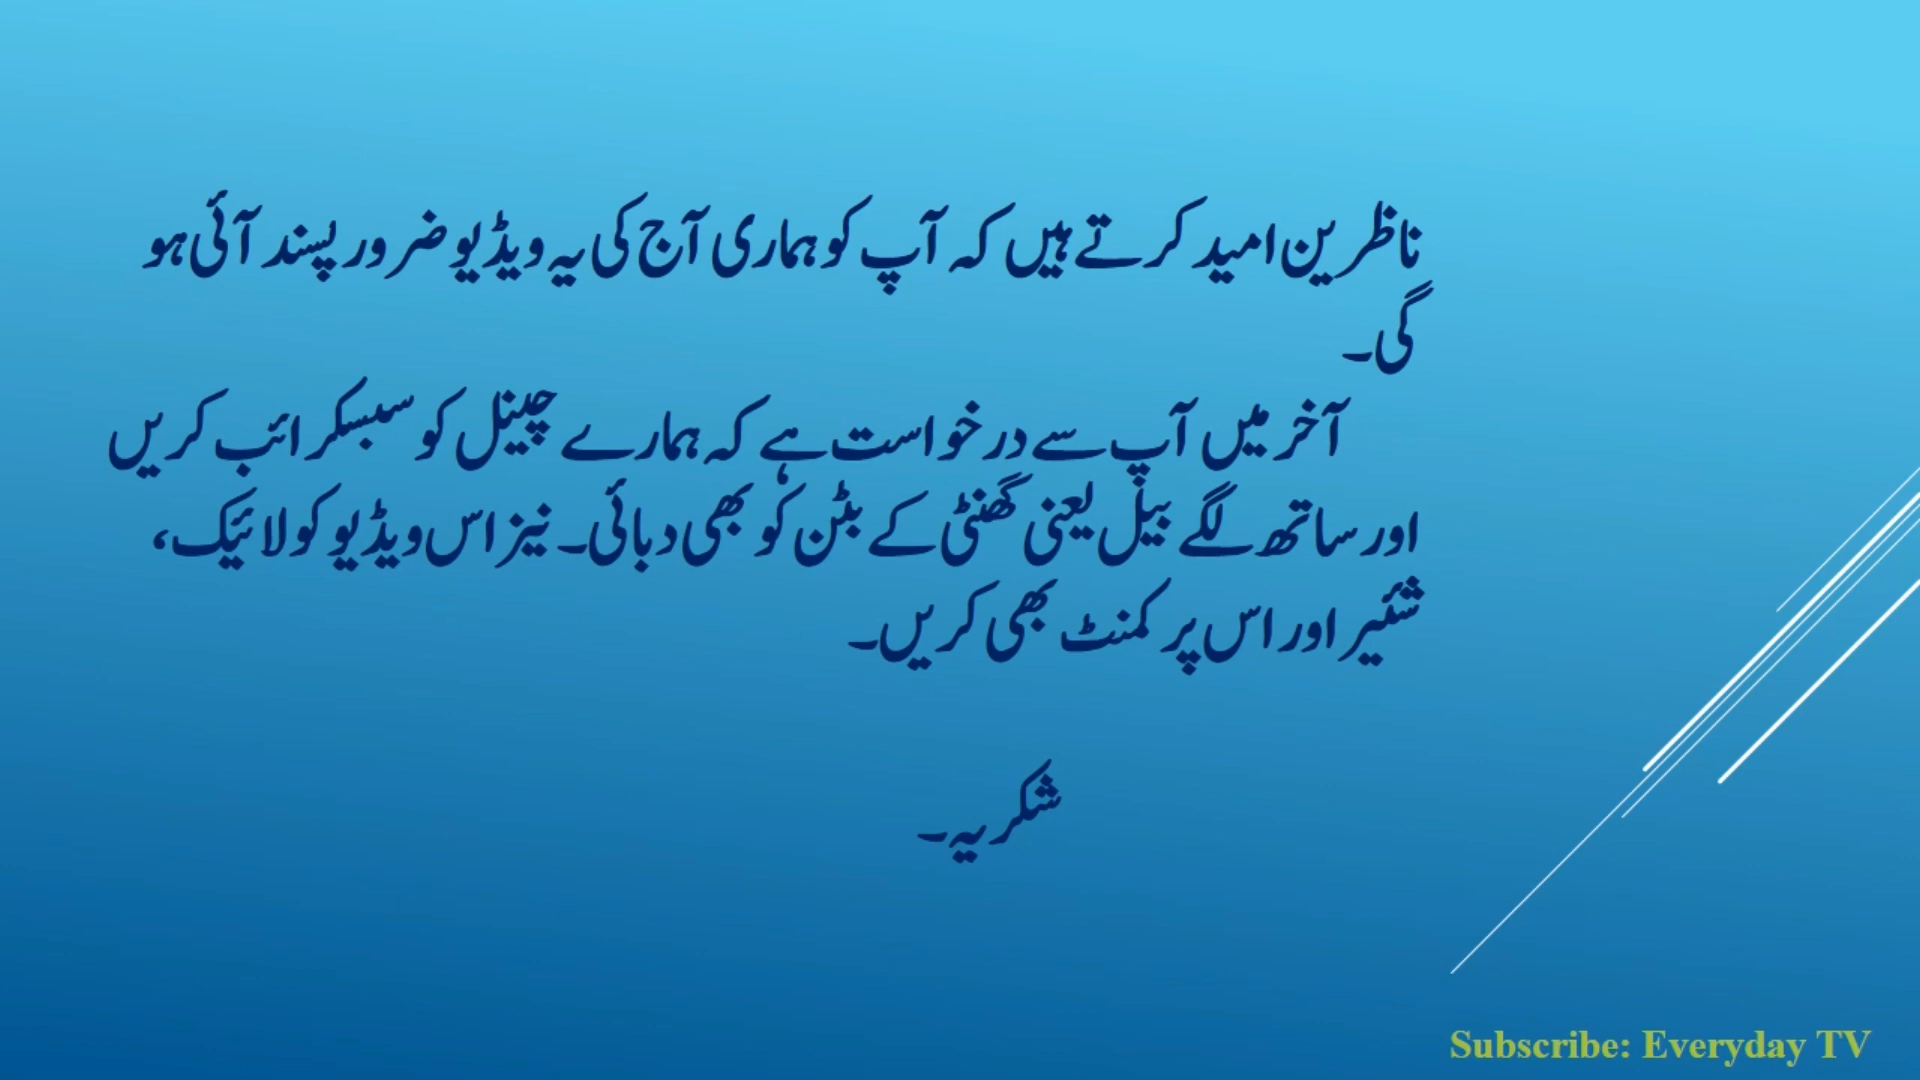 ناظرین امید کرتے ہیں کہ آپ کو ہماری آج کی یہ ویڈیو ضرور پسند آئی ہو
گی۔
آخر میں آپ سے درخواست ہے کہ ہمارے چینل کو سبسکرائب کریں
اور ساتھ لگے بیل یعنی گھنٹی کے بٹن کو بھی دبائی۔ نیز اس ویڈیو کو لائیک،
شئیر اور اس پر کمنٹ بھی کریں۔
شکریہ۔
Subscribe: Everyday TV